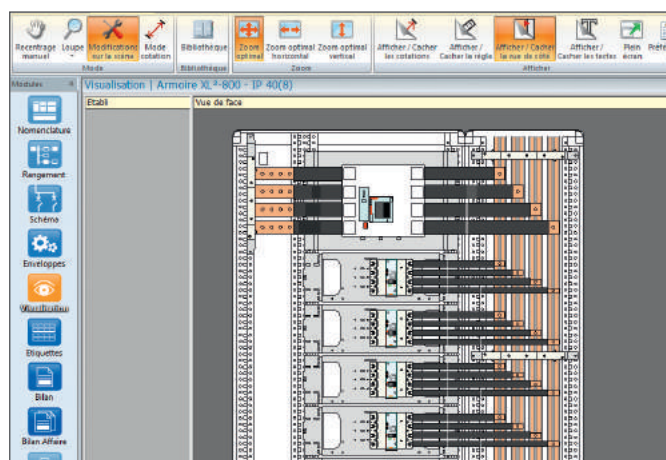 Recentrage
manuel
Loupe
Modifications
sur la scène
Mode
cotation
Bibliothèque
Zoom
optimal
Zoom optimal
horizontal
Zoom optimal
vertical
Afficher / Cacher
les cotations
Afficher /
Cacher la règle
Afficher / Cacher
la vue de côté
Afficher /
Cacher les textes
Plein
écran
Mode
Bibliothèque
Zoom
Afficher
Modules
Visualisation | Armoire XL³-800 - IP 40(8)
Etabli
Vue de face
Nomenclature
Rangement
Schéma
Enveloppes
Visualisation
Etiquettes
Bilan
Bilan Affaire